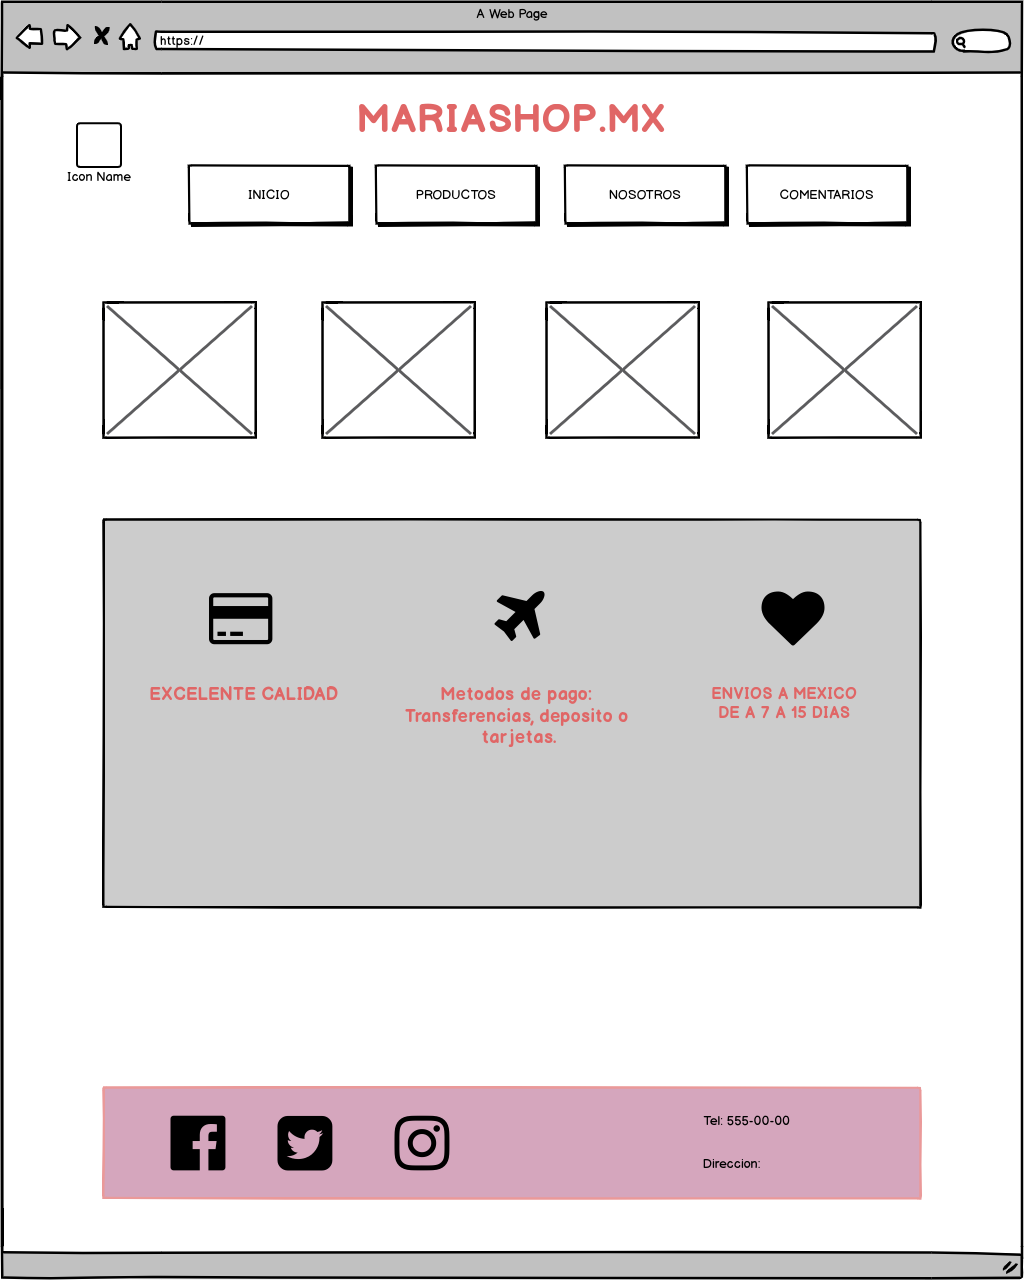 A Web Page
https://
MARIASHOP.MX
Icon Name
INICIO
PRODUCTOS
NOSOTROS
COMENTARIOS
EXCELENTE CALIDAD
Metodos de pago:
Transferencias, deposito o
tarjetas.
ENVIOS A MEXICO
DE A 7 A 15 DIAS
Tel: 555-00-00
Direccion: